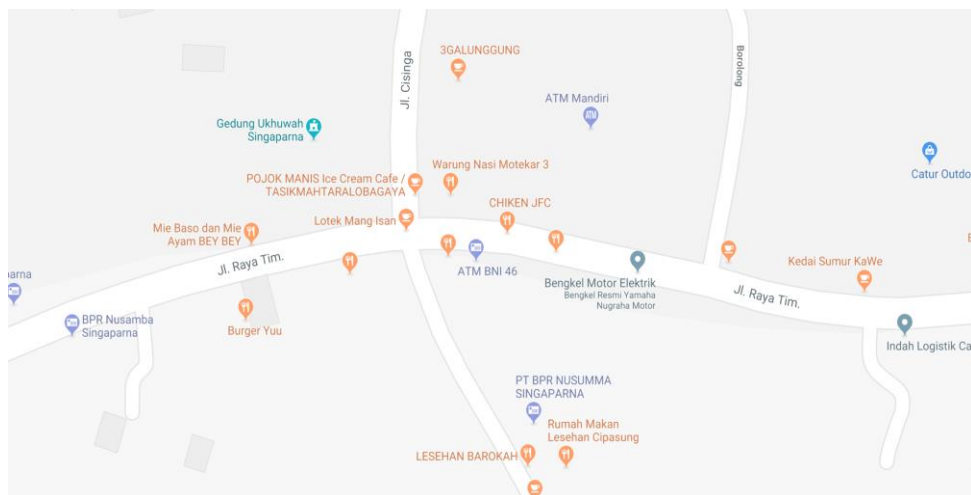 3GALUNGGUNG
Jl. Cisinga
Borolong
ATM Mandiri
Gedung Ukhuwah
Singaparna
Catur Outdo
Warung Nasi Motekar 3
POJOK MANIS Ice Cream Cafe /
TASIKMAHTARALOBAGAYA
CHIKEN JFC
Lotek Mang Isan
Mie Baso dan Mie
Ayam BEY BEY
Jl. Raya Tim.
ATM BNI 46
Kedai Sumur KaWe
Bengkel Motor Elektrik
Bengkel Resmi Yamaha
Nugraha Motor
Jl. Raya Tim.
parna
BPR Nusamba
Singaparna
Burger Yuu
Indah Logistik Ca
PT BPR NUSUMMA
SINGAPARNA
Rumah Makan
Lesehan Cipasung
LESEHAN BAROKAH